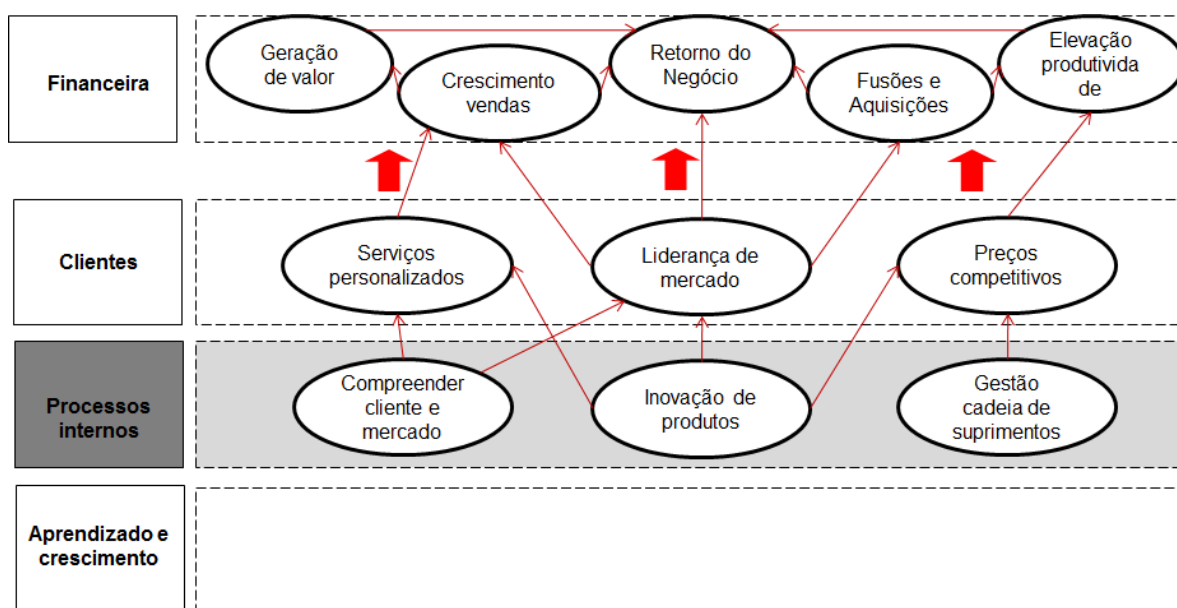 Financeira
Geração
de valor
Crescimento
vendas
Retorno do
Negócio
Fusões e
Aquisições
Elevação
produtivida
de
Clientes
Serviços
personalizados
Liderança de
mercado
Preços
competitivos
Processos
internos
Compreender
cliente e
mercado
Inovação de
produtos
Gestão
cadeia de
suprimentos
Aprendizado e
crescimento